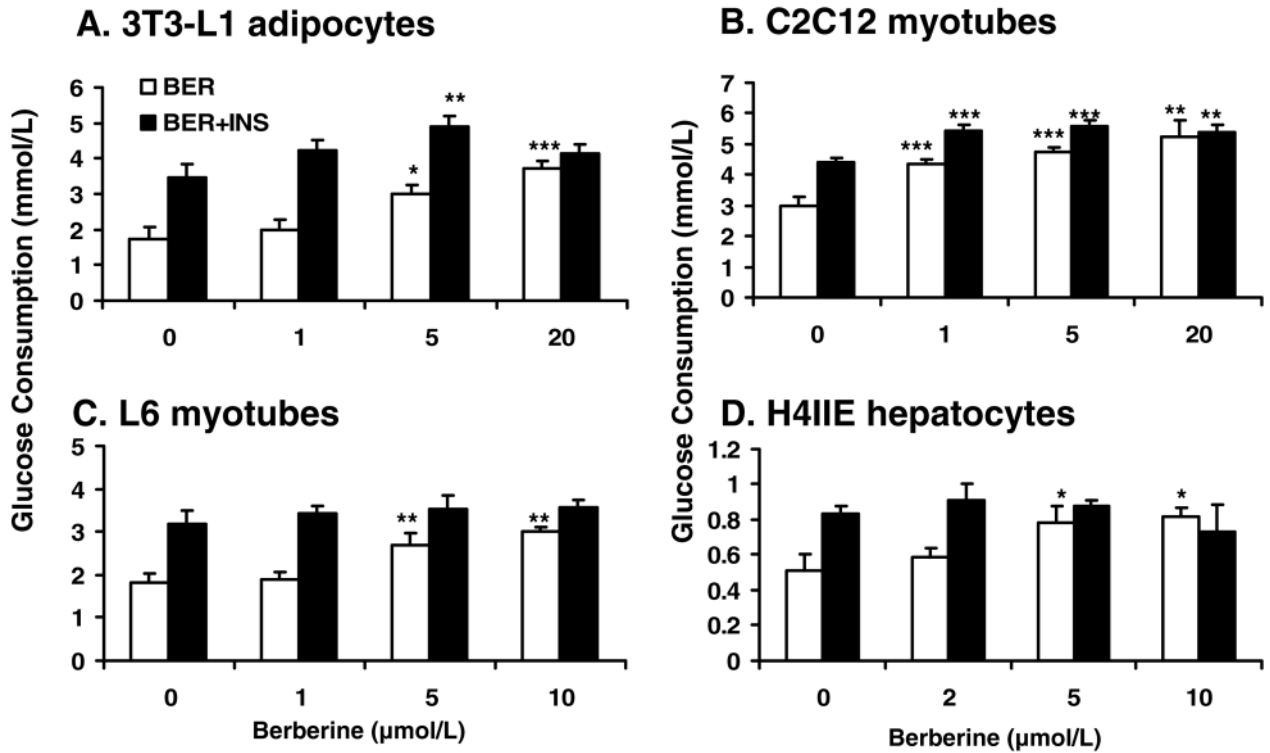 A. 3T3-L1 adipocytes
Glucose Consumption (mmol/L)
BER
BER+INS
6
5
4
3
2
1
0
**
*
***
0 1 5 20
B. C2C12 myotubes
Glucose Consumption (mmol/L)
7
6
5
4
3
2
1
0
*** *** *** *** ** **
0 1 5 20
C. L6 myotubes
5
4
3
2
1
0
** **
0 1 5 10
Berberine (µmol/L)
D. H4IIE hepatocytes
1.2
1
0.8
0.6
0.4
0.2
0
* *
0 2 5 10
Berberine (µmol/L)